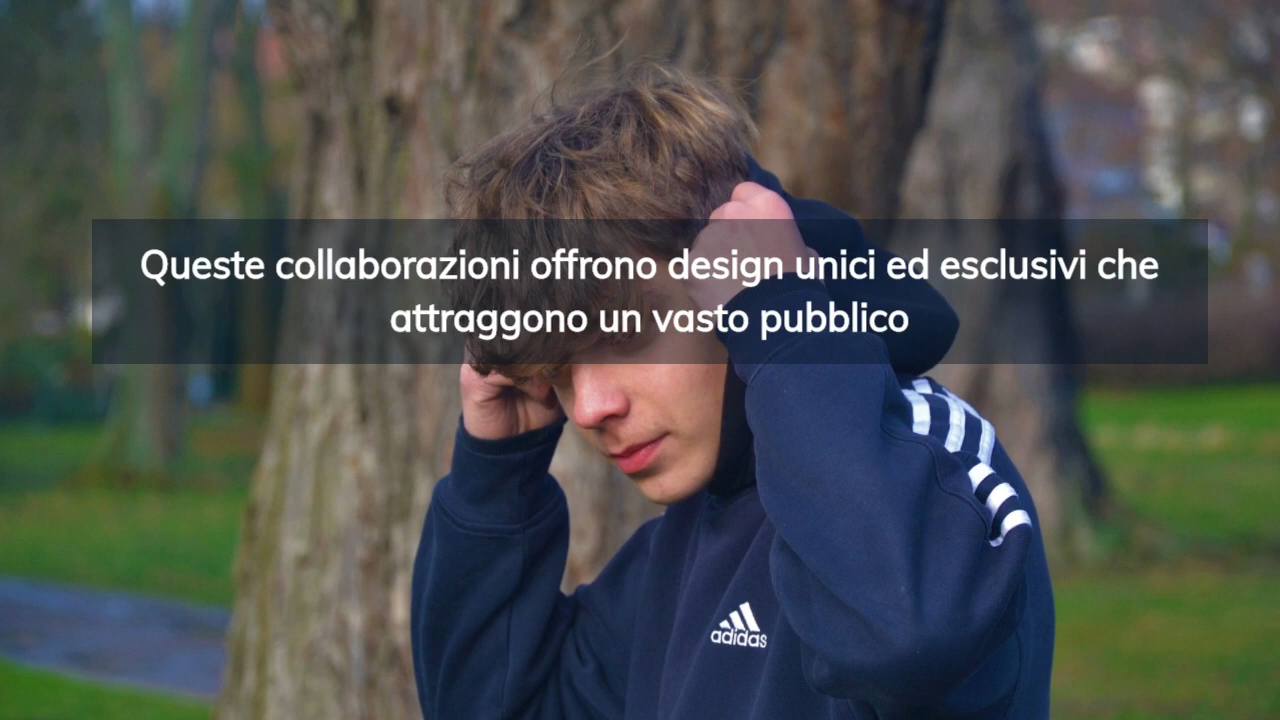 Queste collaborazioni offrono design unici ed esclusivi che
attraggono un vasto pubblico
adidas